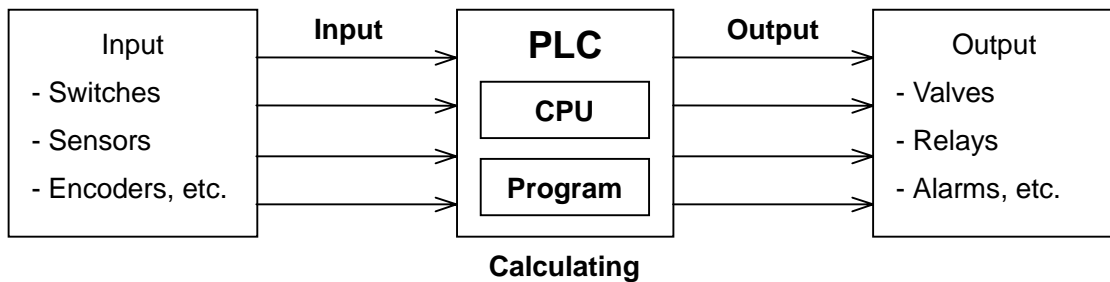 Input
- Switches
- Sensors
- Encoders, etc.
Input
PLC
CPU
Program
Calculating
Output
Output
- Valves
- Relays
- Alarms, etc.